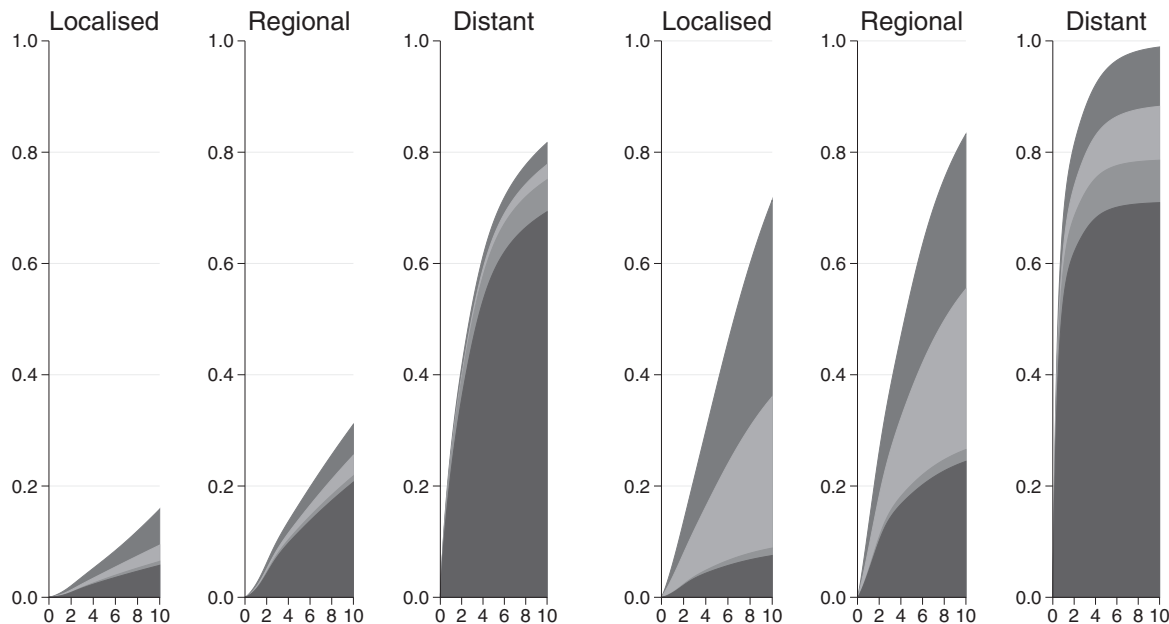 Localised Regional Distant Localised Regional Distant
1.0 1.0 1.0 1.0 1.0 1.0
0.8 0.8 0.8 0.8 0.8 0.8
0.6 0.6 0.6 0.6 0.6 0.6
0.4 0.4 0.4 0.4 0.4 0.4
0.2 0.2 0.2 0.2 0.2 0.2
0.0 0.0 0.0 0.0 0.0 0.0
0 2 4 6 8 10 0 2 4 6 8 10 0 2 4 6 8 10 0 2 4 6 8 10 0 2 4 6 8 10 0 2 4 6 8 10